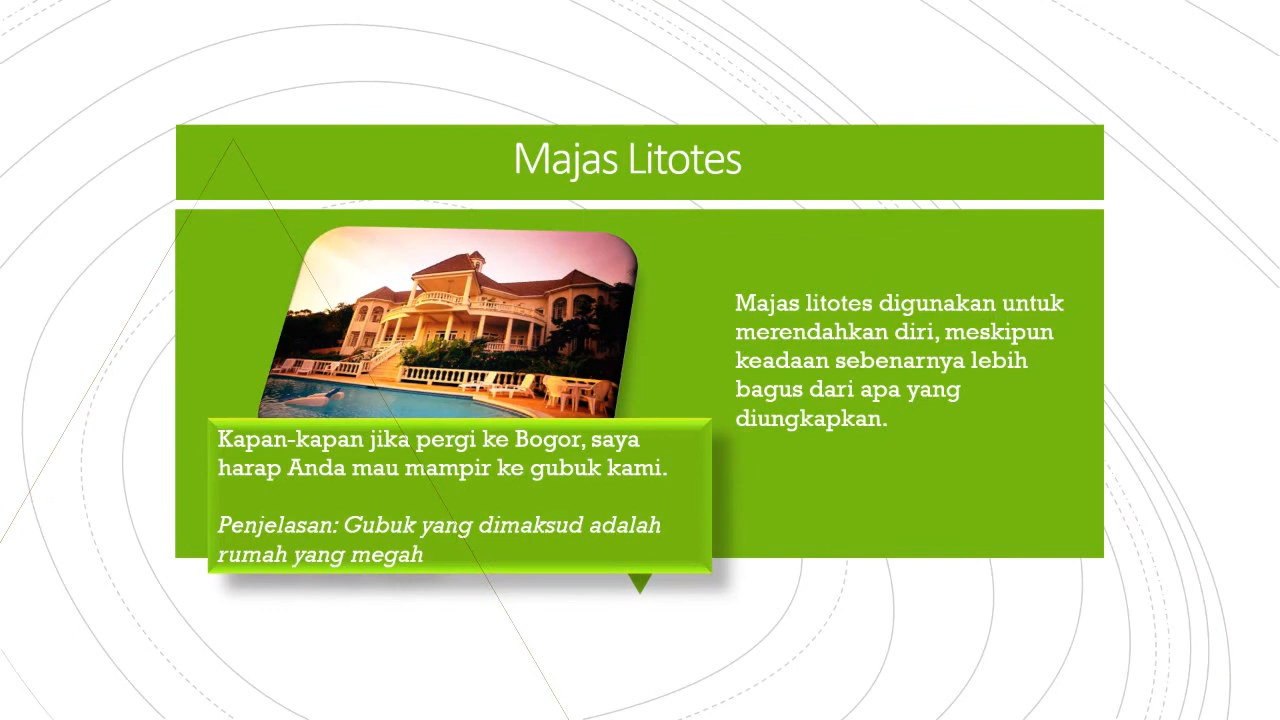 Majas Litotes
Kapan-kapan jika pergi ke Bogor, saya
harap Anda mau mampir ke gubuk kami.
Penjelasan: Gubuk yang dimaksud adalah
rumah yang megah
Majas litotes digunakan untuk
merendahkan diri, meskipun
keadaan sebenarnya lebih
bagus dari apa yang
diungkapkan.